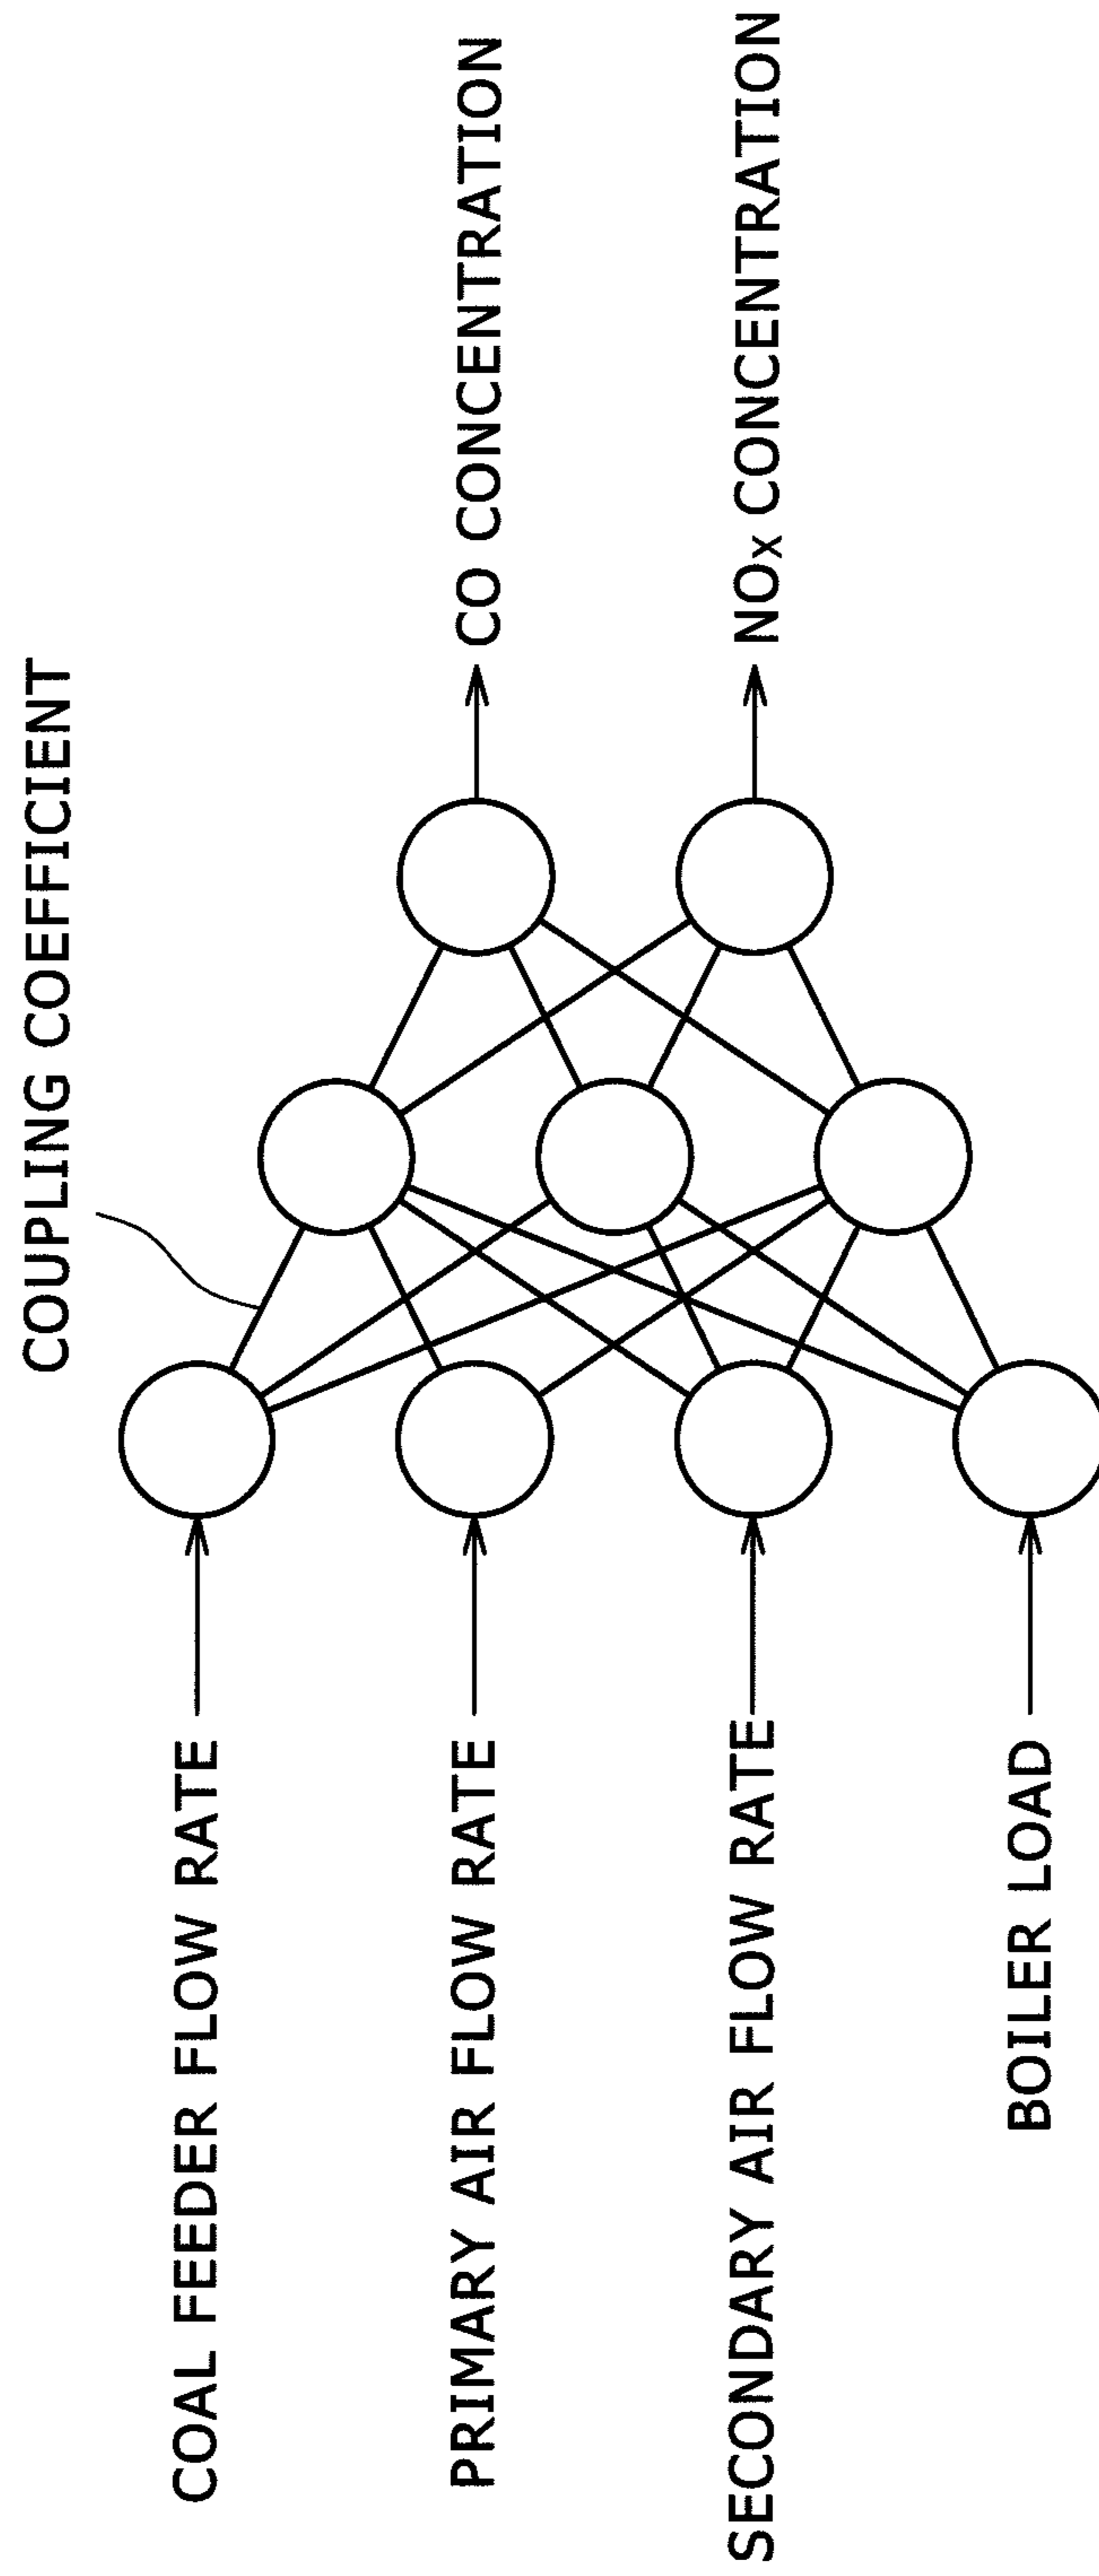 COUPLING COEFFICIENT
COAL FEEDER FLOW RATE
PRIMARY AIR FLOW RATE
SECONDARY AIR FLOW RATE
BOILER LOAD
CO CONCENTRATION
NOx CONCENTRATION